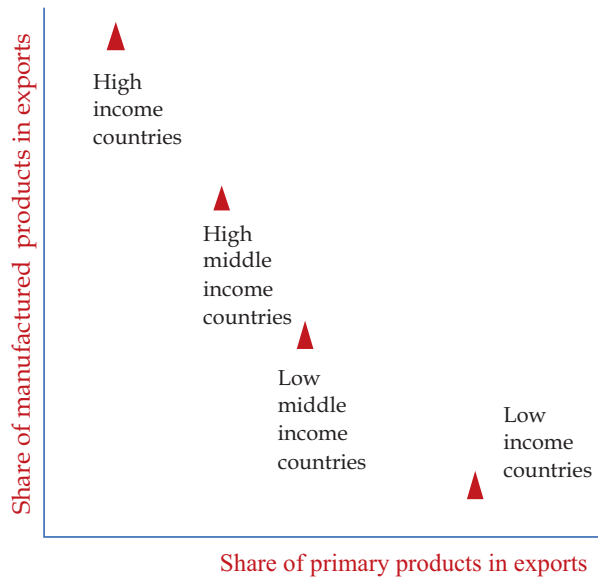 Share of manufactured products in exports
High
income
countries
High
middle
income
countries
Low
middle
income
countries
Low
income
countries
Share of primary products in exports